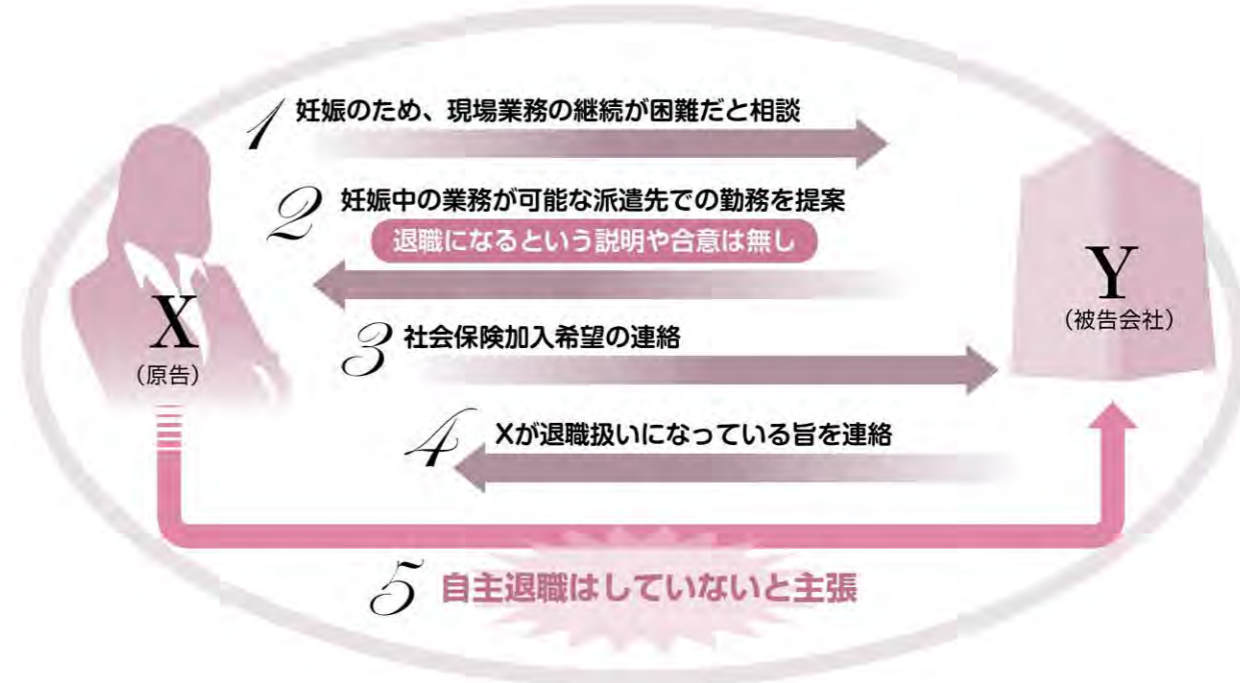 1 妊娠のため、現場業務の継続が困難だと相談
2 妊娠中の業務が可能な派遣先での勤務を提案
退職になるという説明や合意は無し
X
（原告）
Y
（被告会社）
3 社会保険加入希望の連絡
4 Xが退職扱いになっている旨を連絡
5 自主退職はしていないと主張